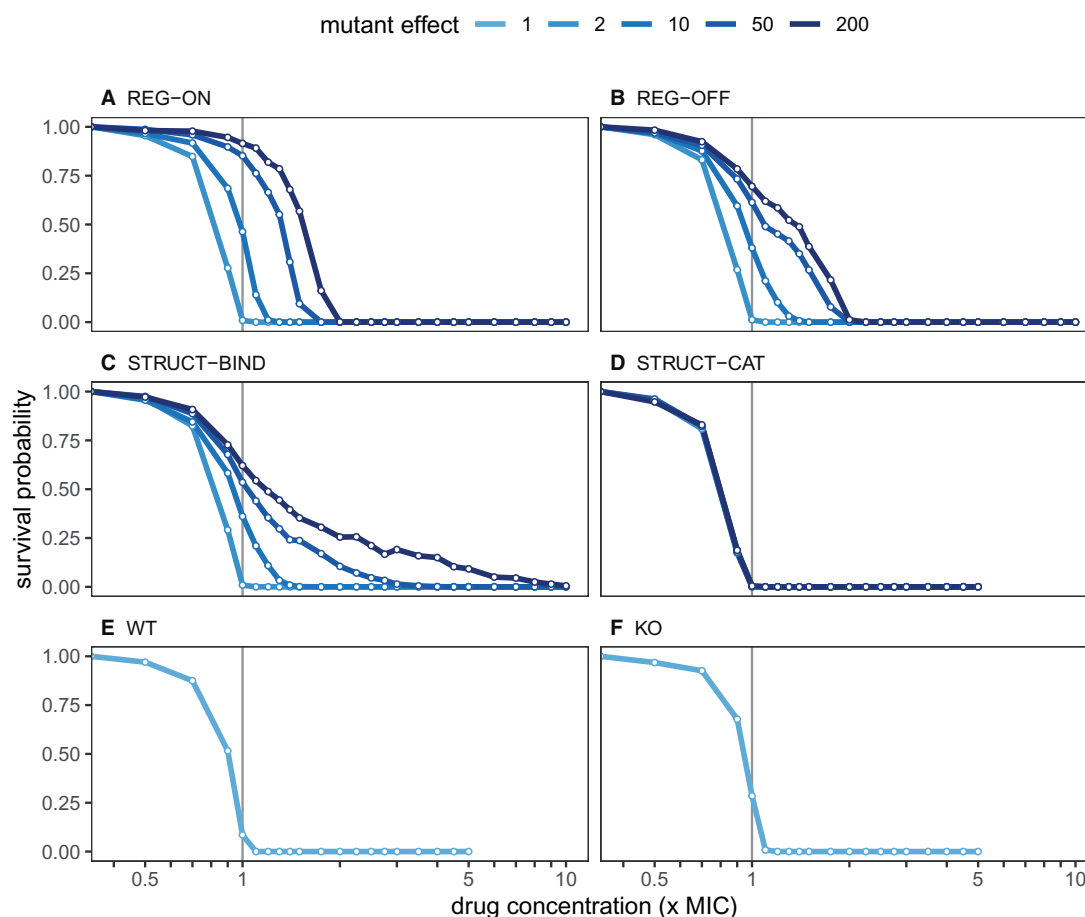 mutant effect 1 2 10 50 200
A REG−ON B REG−OFF
1.00
0.75
0.50
0.25
0.00
C STRUCT−BIND D STRUCT−CAT
1.00
0.75
0.50
0.25
0.00
survival probability
E WT F KO
1.00
0.75
0.50
0.25
0.00
0.5 1 5 10 0.5 1 5 10
drug concentration (x MIC)